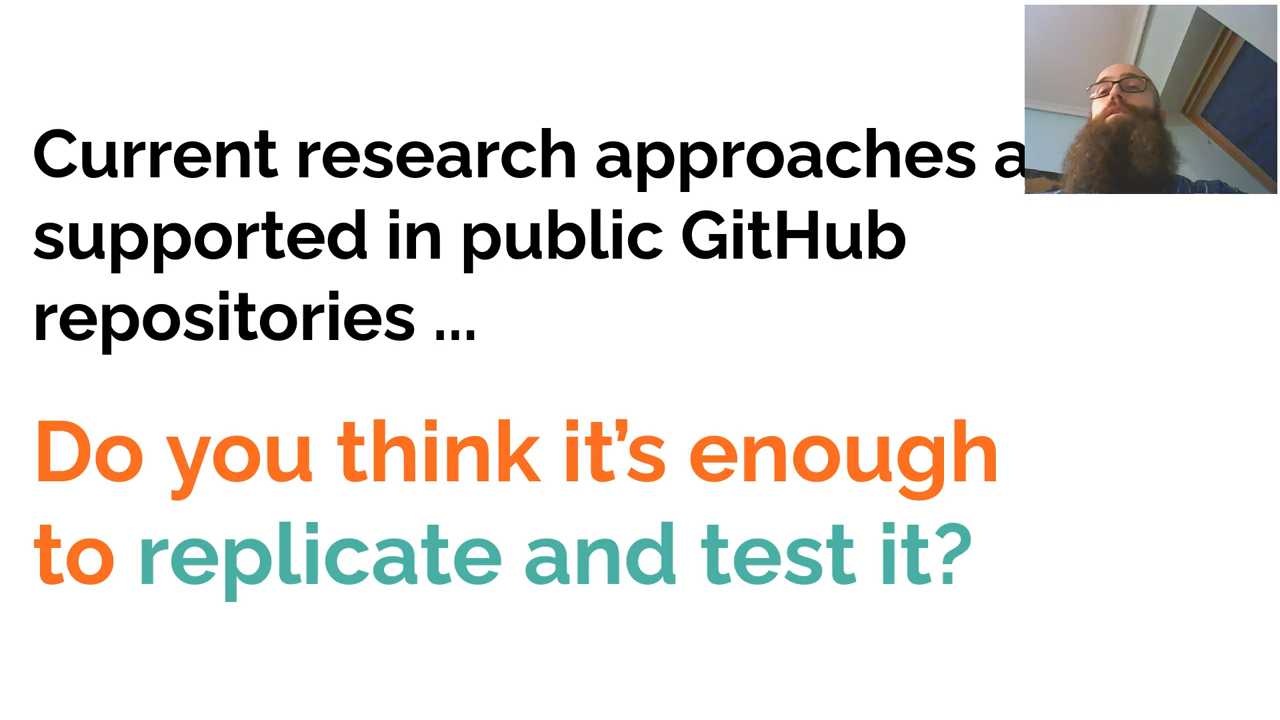 Current research approaches
supported in public GitHub
repositories ...
Do you think it’s enough
to replicate and test it?